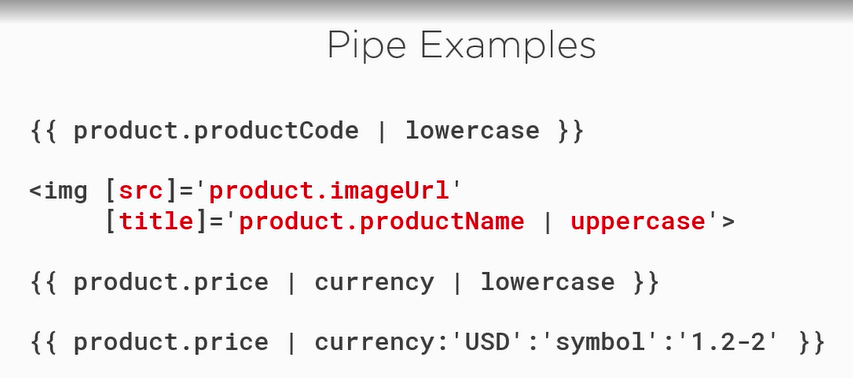 Pipe Examples
{{ product.productCode | lowercase }}
<img [src]='product.imageUrl'
[title]='product.productName | uppercase'>
{{ product.price | currency | lowercase }}
{{ product.price | currency:'USD':'symbol':'1.2-2' }}